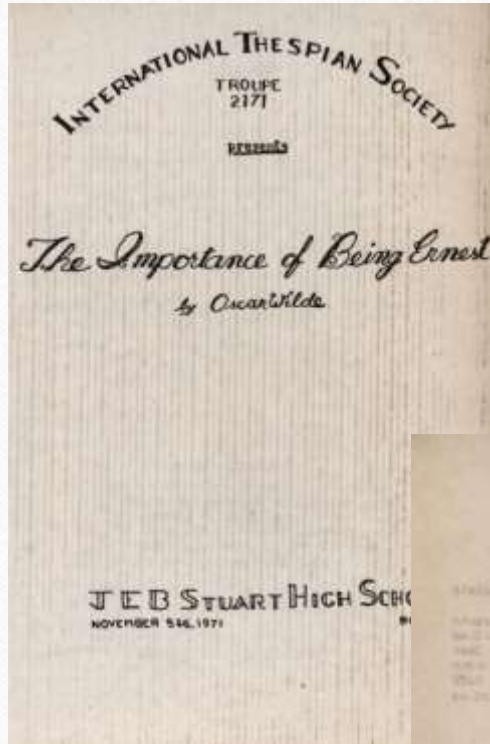 INTERNATIONAL THESPIAN SOCIETY
TROUPE
2171
presents
The Importance of Being Ernest
by Oscar Wilde
J E B STUART HIGH
NOVEMBER 5&6, 1971